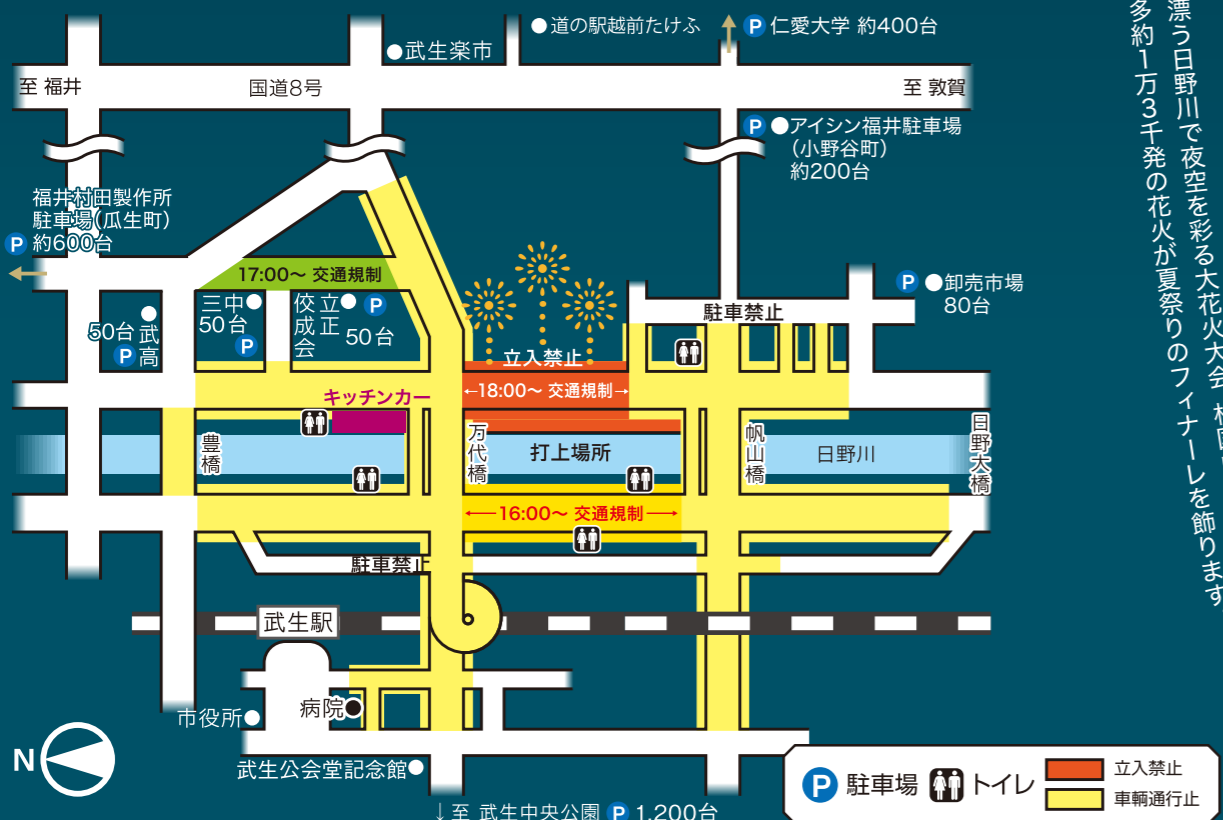 漂う日野川で夜空を彩る大花火大会
多約1万3千発の花火が夏祭りのフィナーレを飾ります
道の駅越前たけふ
P 仁愛大学 約400台
武生楽市
至 福井
国道8号
至 敦賀
P アイシン福井駐車場
(小野谷町)
約200台
福井村田製作所
駐車場(瓜生町)
P 約600台
17:00～ 交通規制
三中
50台
P
立正
佼成会
P
50台
武高
50台
P
P 卸売市場
80台
駐車禁止
立入禁止
←18:00～ 交通規制→
キッチンカー
豊橋
万代橋
打上場所
帆山橋
日野川
日野大橋
←16:00～ 交通規制→
駐車禁止
武生駅
市役所
病院
N
武生公会堂記念館
↓至 武生中央公園 P 1,200台
P 駐車場
トイレ
立入禁止
車輌通行止